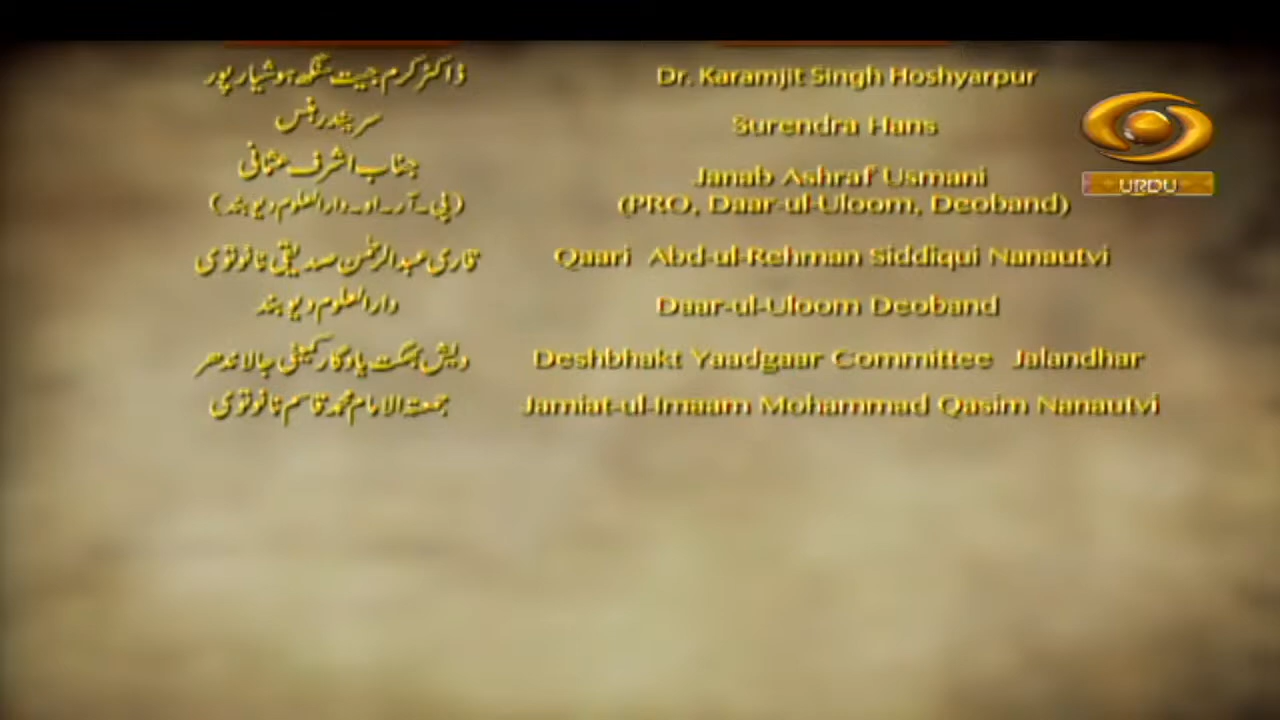 ڈاکٹر کرم جیت سنگھ ہوشیار پور
Dr. Karamjit Singh Hoshyarpur
سریندر ہنس
Surendra Hans
جناب اشرف عثمانی
Janab Ashraf Usmani
(پی۔آر۔او۔دارالعلوم دیوبند)
(PRO, Daar-ul-Uloom, Deoband)
قاری عبدالرحمٰن صدیقی نانوتوی
Qaari Abd-ul-Rehman Siddiqui Nanautvi
دارالعلوم دیوبند
Daar-ul-Uloom Deoband
دیش بھگت یادگار کمیٹی جالندھر
Deshbhakt Yaadgaar Committee Jalandhar
جمعتہ الامام محمد قاسم نانوتوی
Jamiat-ul-Imaam Mohammad Qasim Nanautvi
URDU